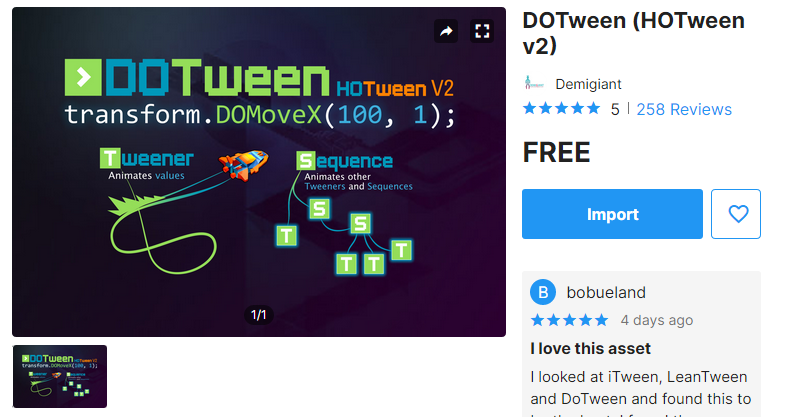 DOTween HOTween V2
transform.DOMoveX(100, 1);
Tweener
Animates values
Sequence
Animates other
Tweeners and Sequences
S
S
T
T
T
T
1/1
DOTween (HOTween
v2)
Demigiant
5 | 258 Reviews
FREE
Import
B bobueland
4 days ago
I love this asset
I looked at iTween, LeanTween
and DoTween and found this to